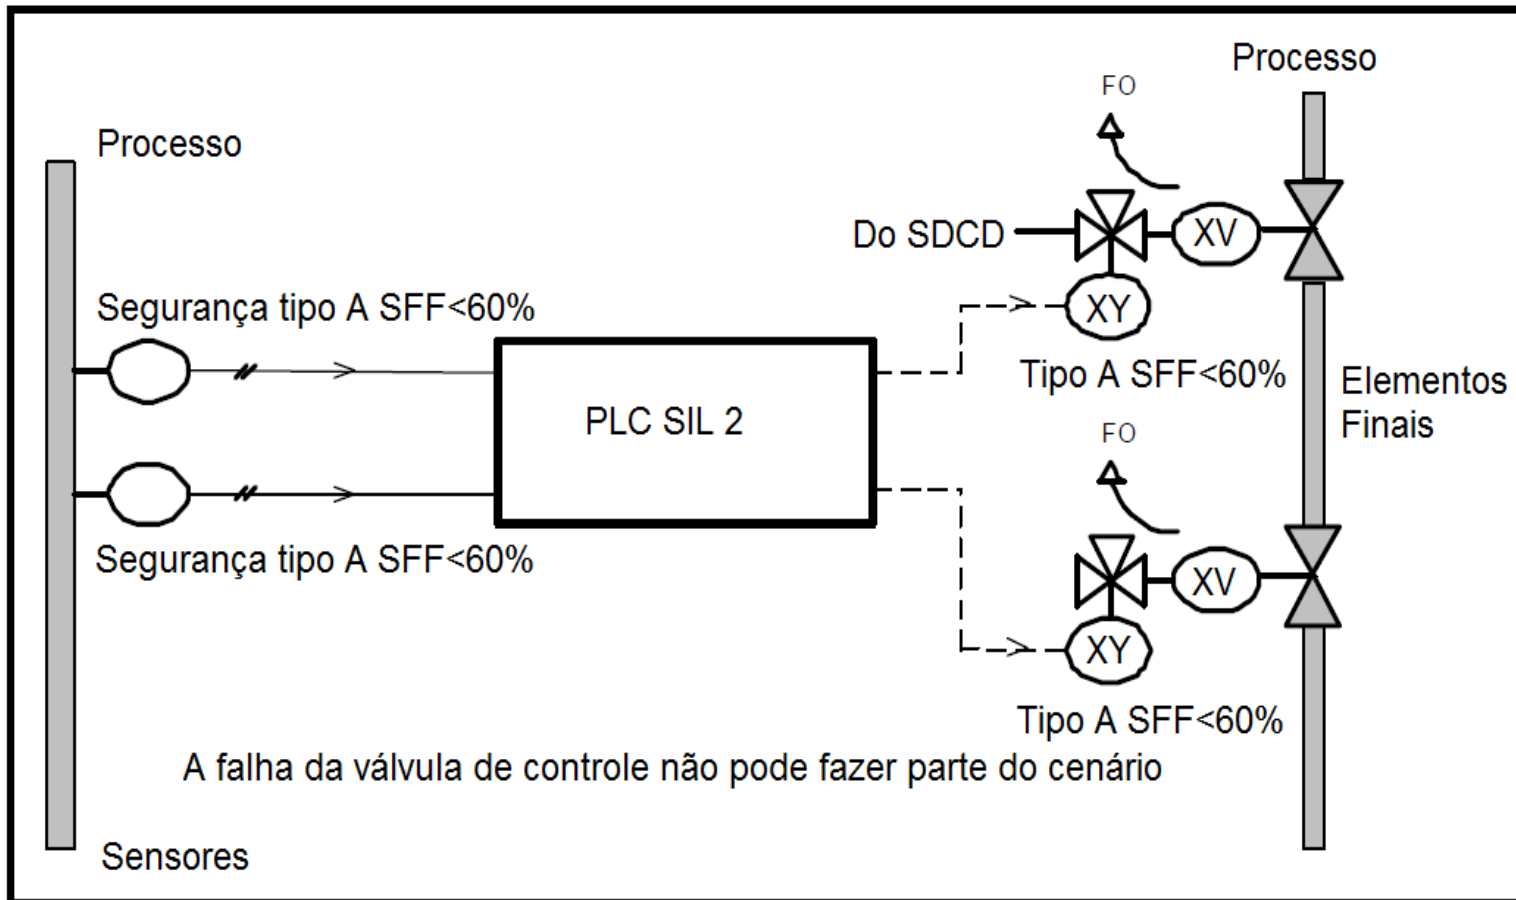 Processo
FO
Processo
Do SDCD
XV
Segurança tipo A SFF<60%
XY
Tipo A SFF<60%
PLC SIL 2
Elementos
Finais
FO
Segurança tipo A SFF<60%
XV
XY
Tipo A SFF<60%
A falha da válvula de controle não pode fazer parte do cenário
Sensores